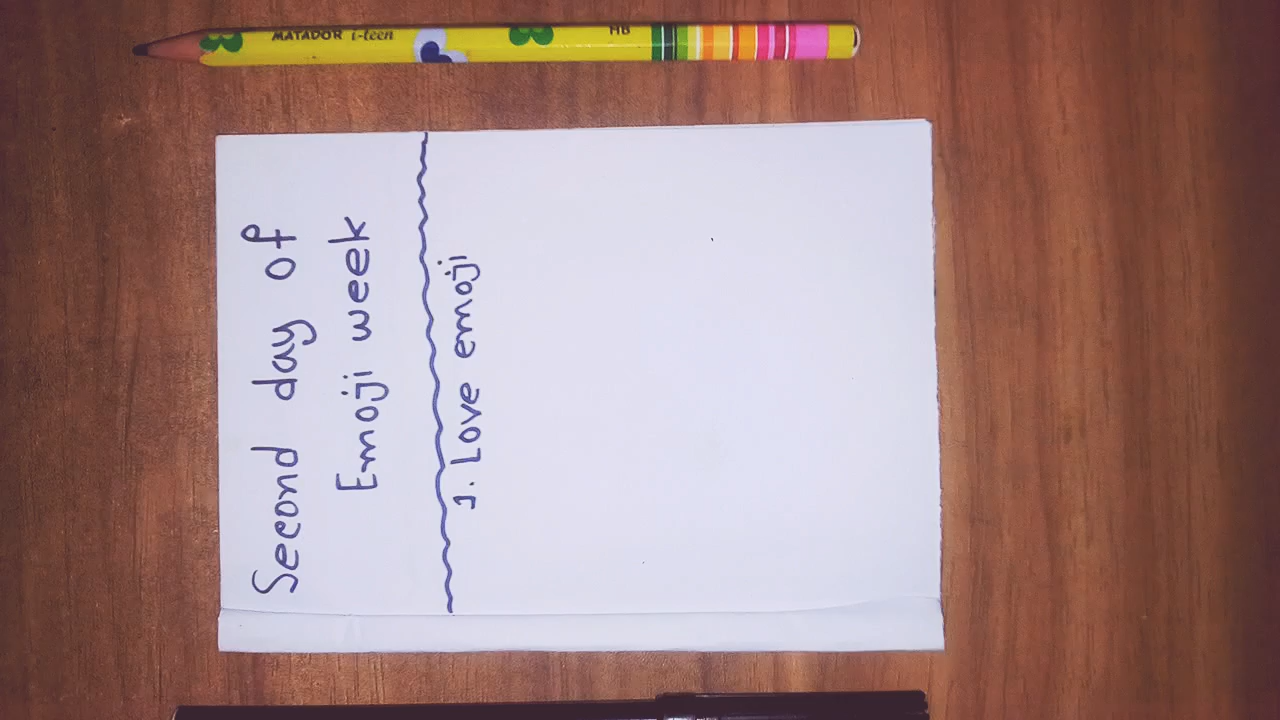 MATADOR i-teen HB
Second day of
Emoji week
1. Love emoji